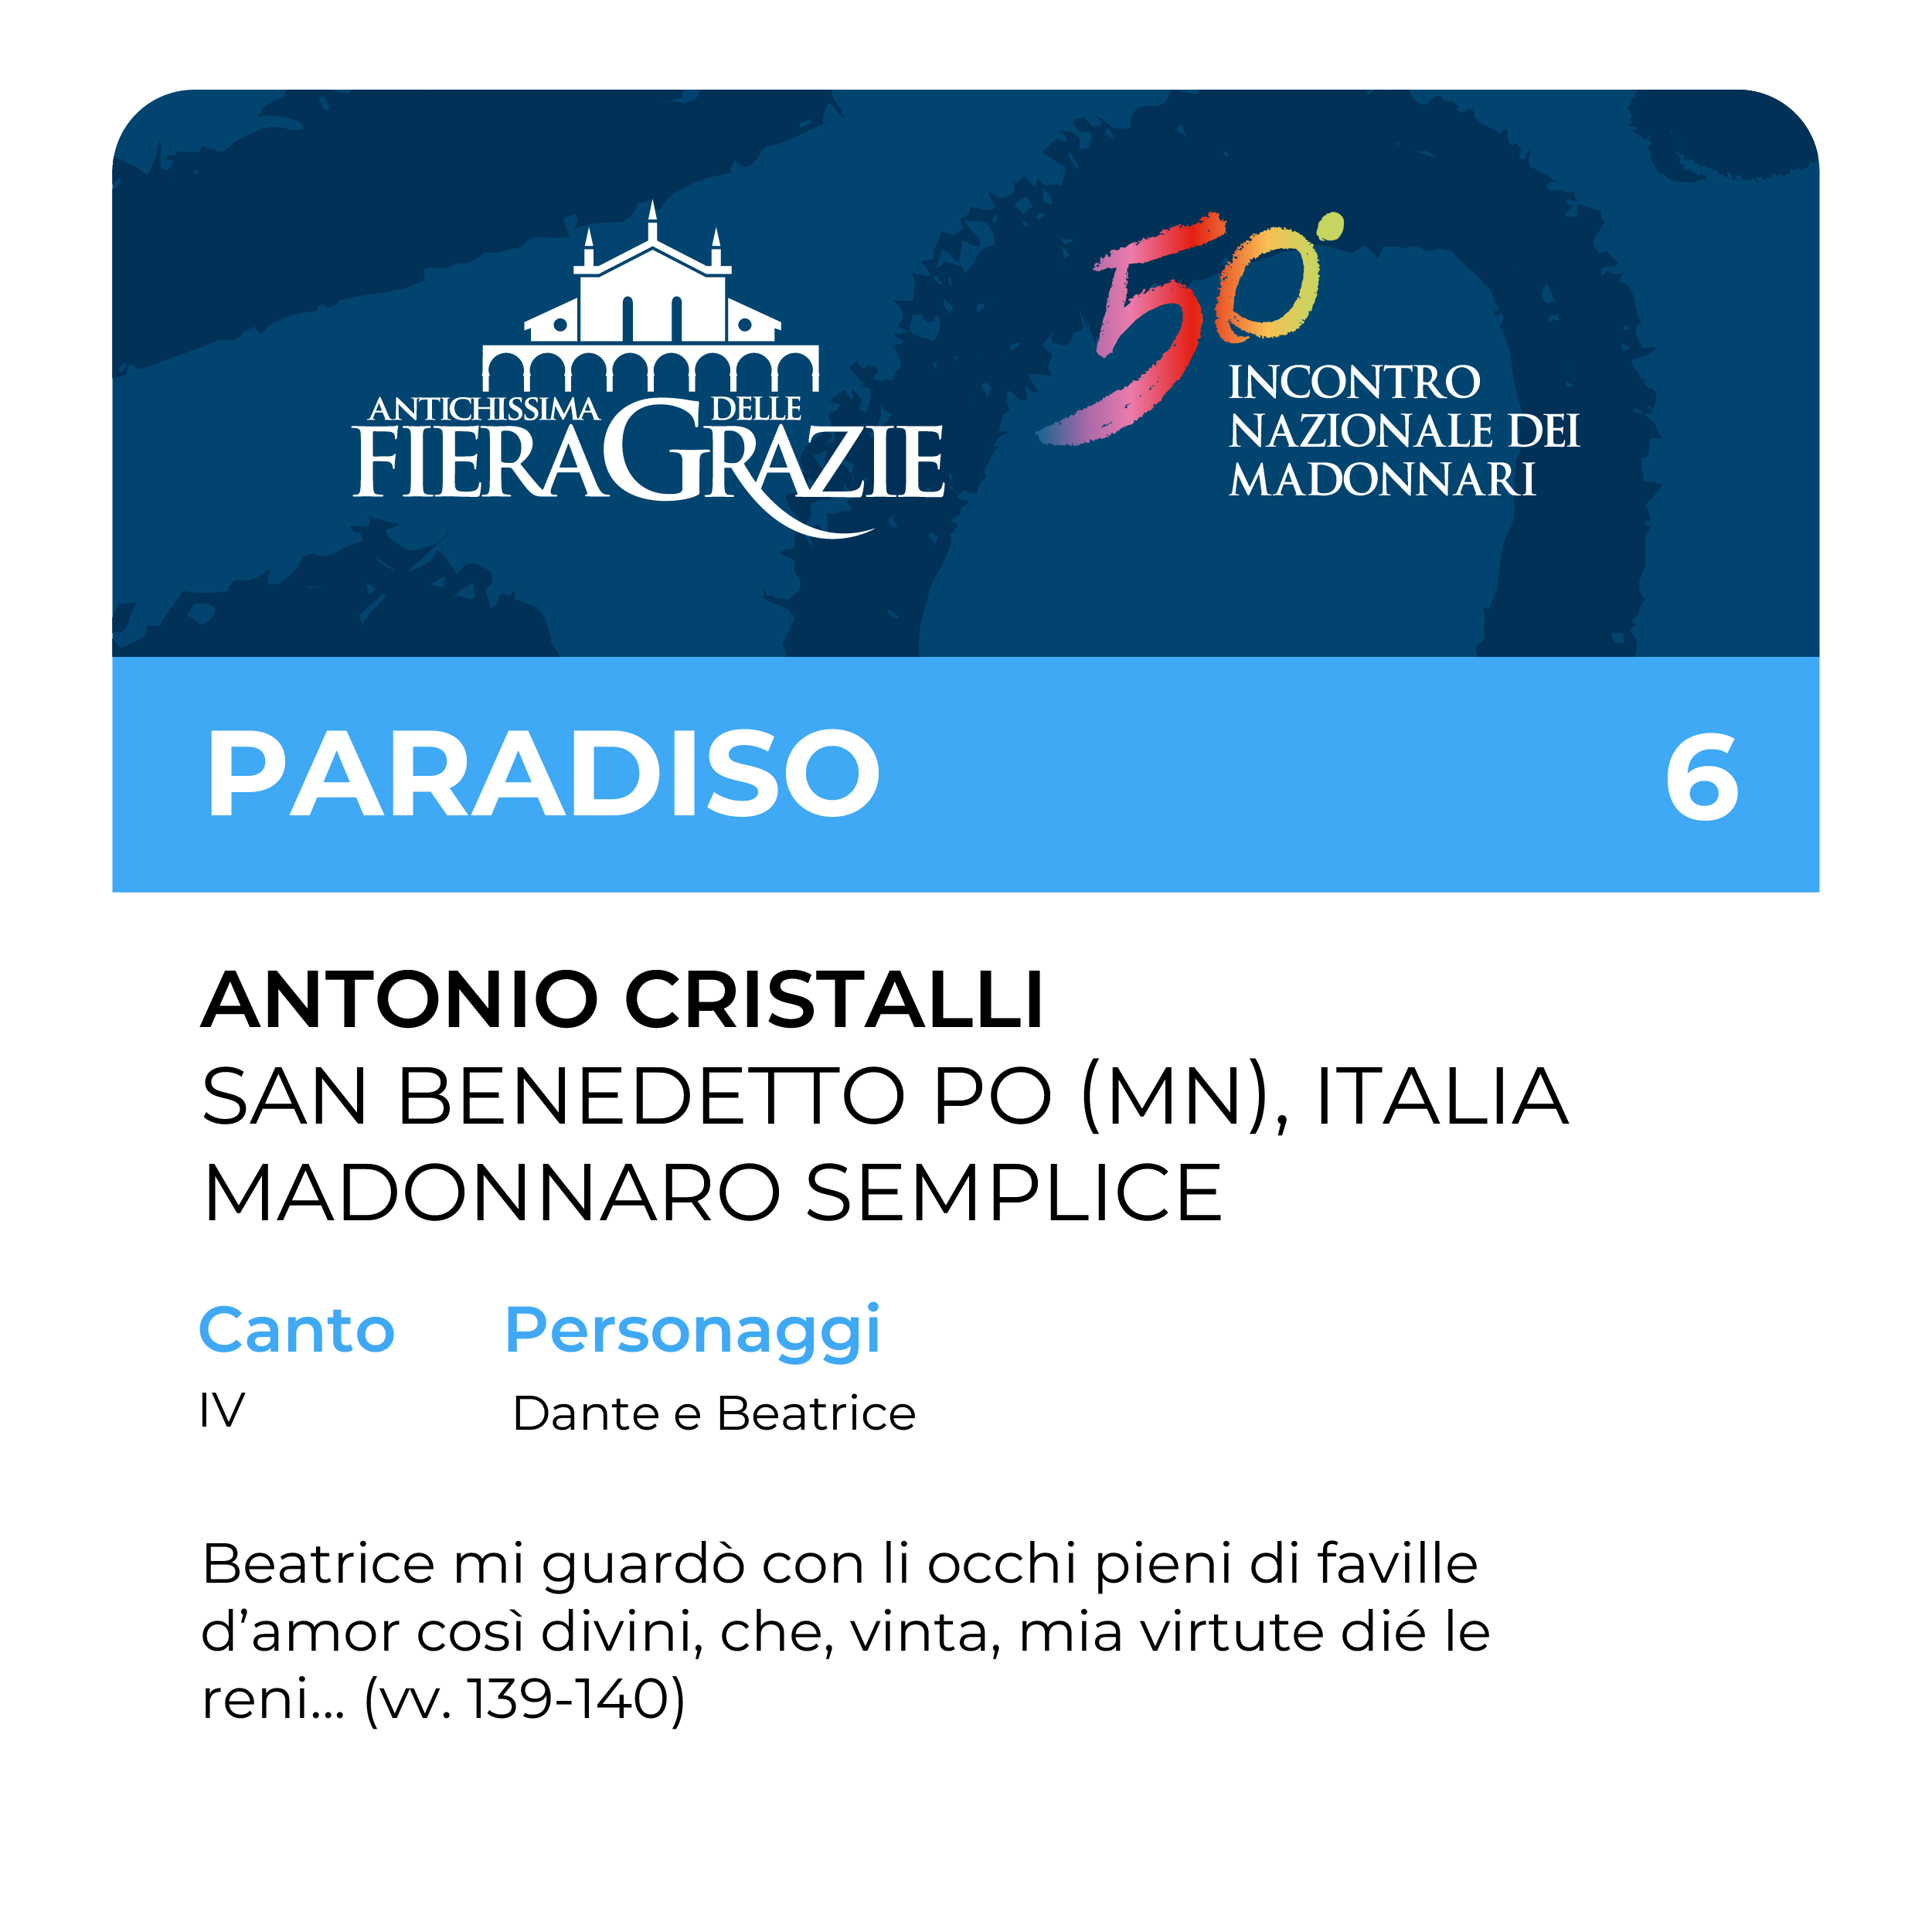 ANTICHISSIMA
FIERA DELLE GRAZIE
50°
INCONTRO
NAZIONALE DEI
MADONNARI
PARADISO 6
ANTONIO CRISTALLI
SAN BENEDETTO PO (MN), ITALIA
MADONNARO SEMPLICE
Canto Personaggi
IV Dante e Beatrice
Beatrice mi guardò con li occhi pieni di faville
d’amor così divini, che, vinta, mia virtute dié le
reni... (vv. 139-140)